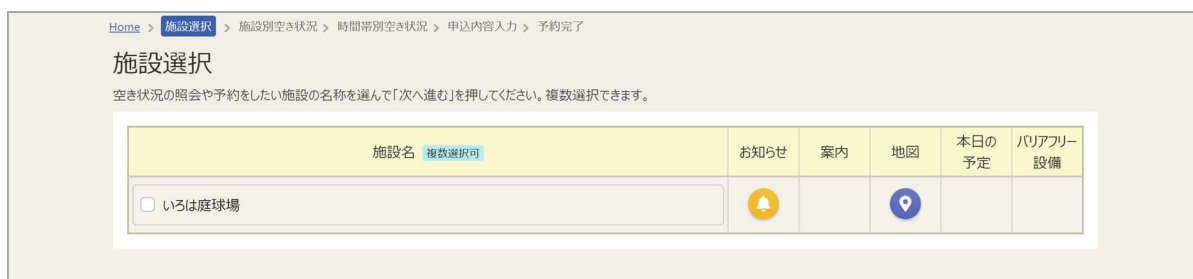 Home > 施設選択 > 施設別空き状況 > 時間帯別空き状況 > 申込内容入力 > 予約完了
施設選択
空き状況の照会や予約をしたい施設の名称を選んで「次へ進む」を押してください。複数選択できます。
施設名 複数選択可 お知らせ 案内 地図 本日の予定 バリアフリー設備
いろは庭球場